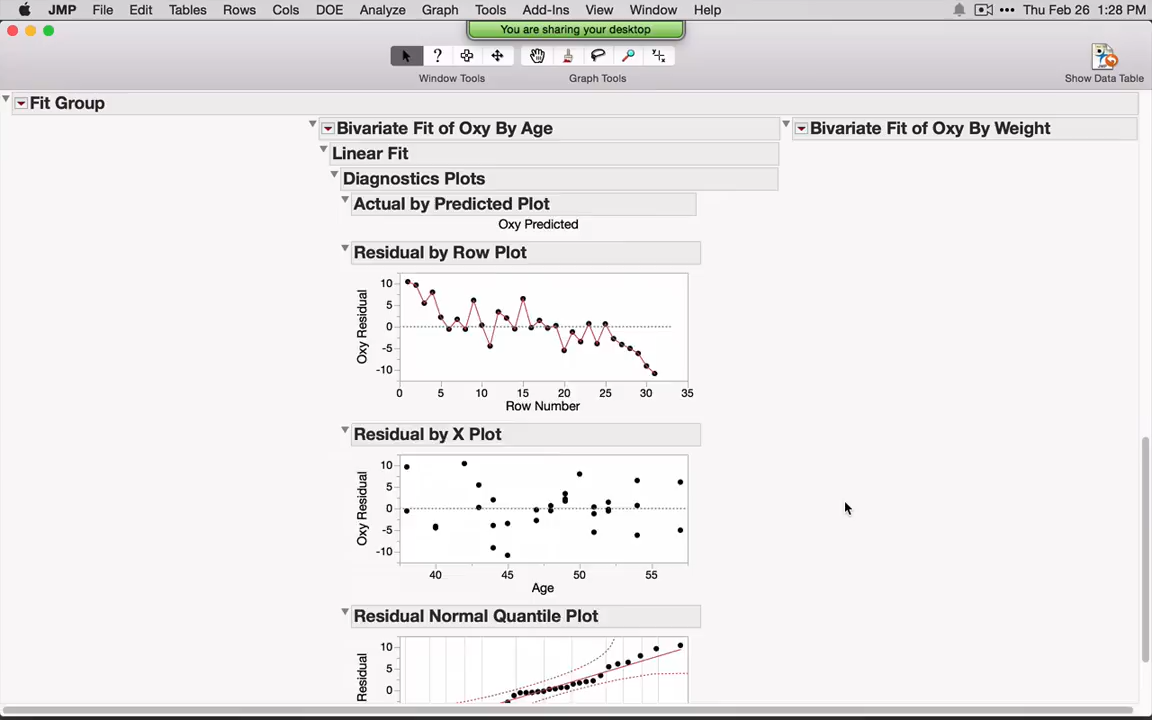 JMP File Edit Tables Rows Cols DOE Analyze Graph Tools Add-Ins View Window Help Thu Feb 26 1:28 PM
You are sharing your desktop
?
Window Tools Graph Tools Show Data Table
Fit Group
Bivariate Fit of Oxy By Age Bivariate Fit of Oxy By Weight
Linear Fit
Diagnostics Plots
Actual by Predicted Plot
Oxy Predicted
Residual by Row Plot
Oxy Residual
10
5
0
-5
-10
0 5 10 15 20 25 30 35
Row Number
Residual by X Plot
Oxy Residual
10
5
0
-5
-10
40 45 50 55
Age
Residual Normal Quantile Plot
Residual
10
5
0